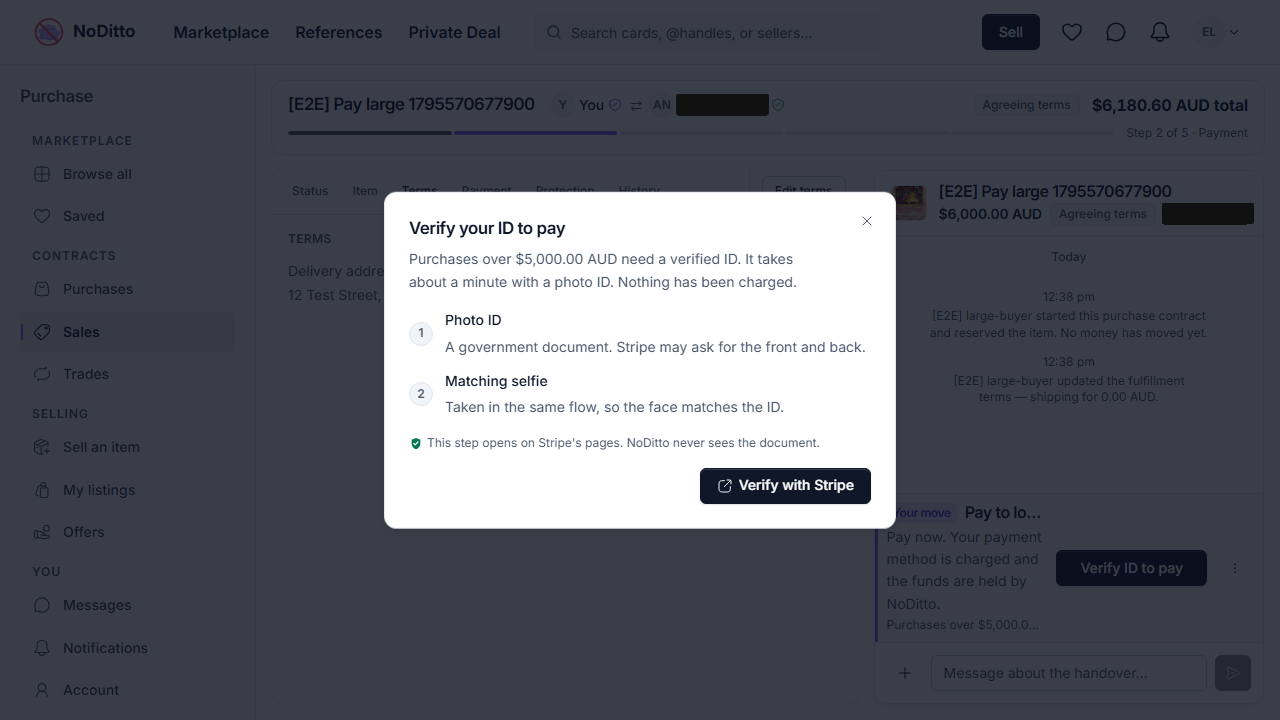 NoDitto
Marketplace
References
Private Deal
Search cards, @handles, or sellers...
Sell
EL
Purchase
MARKETPLACE
Browse all
Saved
CONTRACTS
Purchases
Sales
Trades
SELLING
Sell an item
My listings
Offers
YOU
Messages
Notifications
Account
[E2E] Pay large 1795570677900
Y You ⇄ AN
Agreeing terms
$6,180.60 AUD total
Step 2 of 5 · Payment
Status Item Terms Payment Protection History
Edit terms
TERMS
Delivery addre
12 Test Street,
Verify your ID to pay
Purchases over $5,000.00 AUD need a verified ID. It takes
about a minute with a photo ID. Nothing has been charged.
1 Photo ID
A government document. Stripe may ask for the front and back.
2 Matching selfie
Taken in the same flow, so the face matches the ID.
This step opens on Stripe's pages. NoDitto never sees the document.
Verify with Stripe
[E2E] Pay large 1795570677900
$6,000.00 AUD Agreeing terms
Today
12:38 pm
[E2E] large-buyer started this purchase contract
and reserved the item. No money has moved yet.
12:38 pm
[E2E] large-buyer updated the fulfillment
terms — shipping for 0.00 AUD.
Your move Pay to lo...
Pay now. Your payment
method is charged and
the funds are held by
NoDitto.
Purchases over $5,000.0...
Verify ID to pay
Message about the handover...